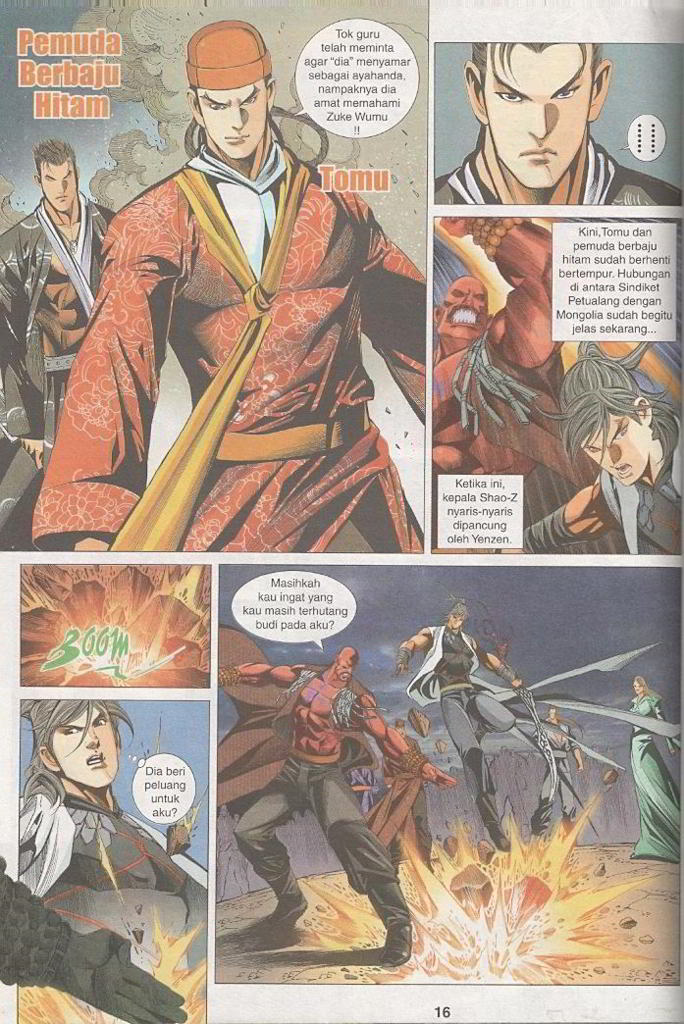 Pemuda
Berbaju
Hitam
Tok guru
telah meminta
agar "dia" menyamar
sebagai ayahanda,
nampaknya dia
amat memahami
Zuke Wumu
!!
Tomu
Kini,Tomu dan
pemuda berbaju
hitam sudah berhenti
bertempur. Hubungan
di antara Sindiket
Petualang dengan
Mongolia sudah begitu
jelas sekarang...
Ketika ini,
kepala Shao-Z
nyaris-nyaris
dipancung
oleh Yenzen.
BOOM
Masihkah
kau ingat yang
kau masih terhutang
budi pada aku?
Dia beri
peluang
untuk
aku?
16